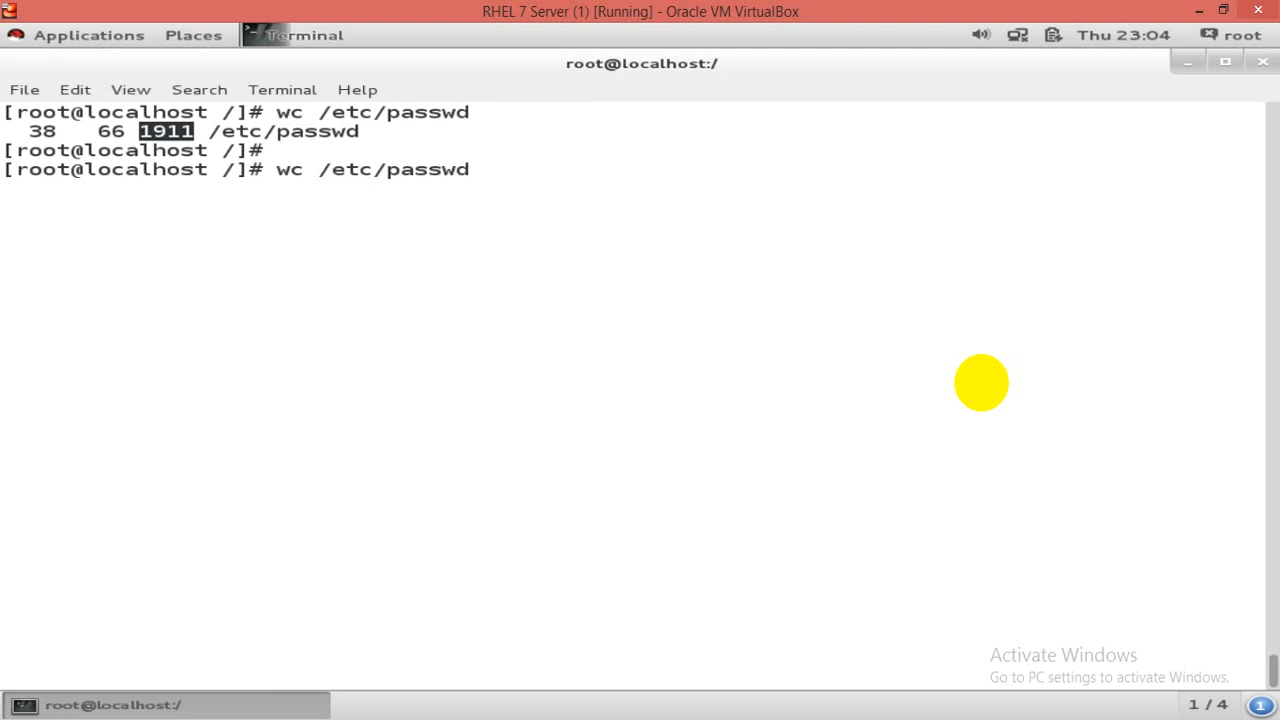 RHEL 7 Server (1) [Running] - Oracle VM VirtualBox
Applications Places Terminal Thu 23:04 root
root@localhost:/
File Edit View Search Terminal Help
[root@localhost /]# wc /etc/passwd
38 66 1911 /etc/passwd
[root@localhost /]#
[root@localhost /]# wc /etc/passwd
Activate Windows
Go to PC settings to activate Windows.
root@localhost:/ 1 / 4 1